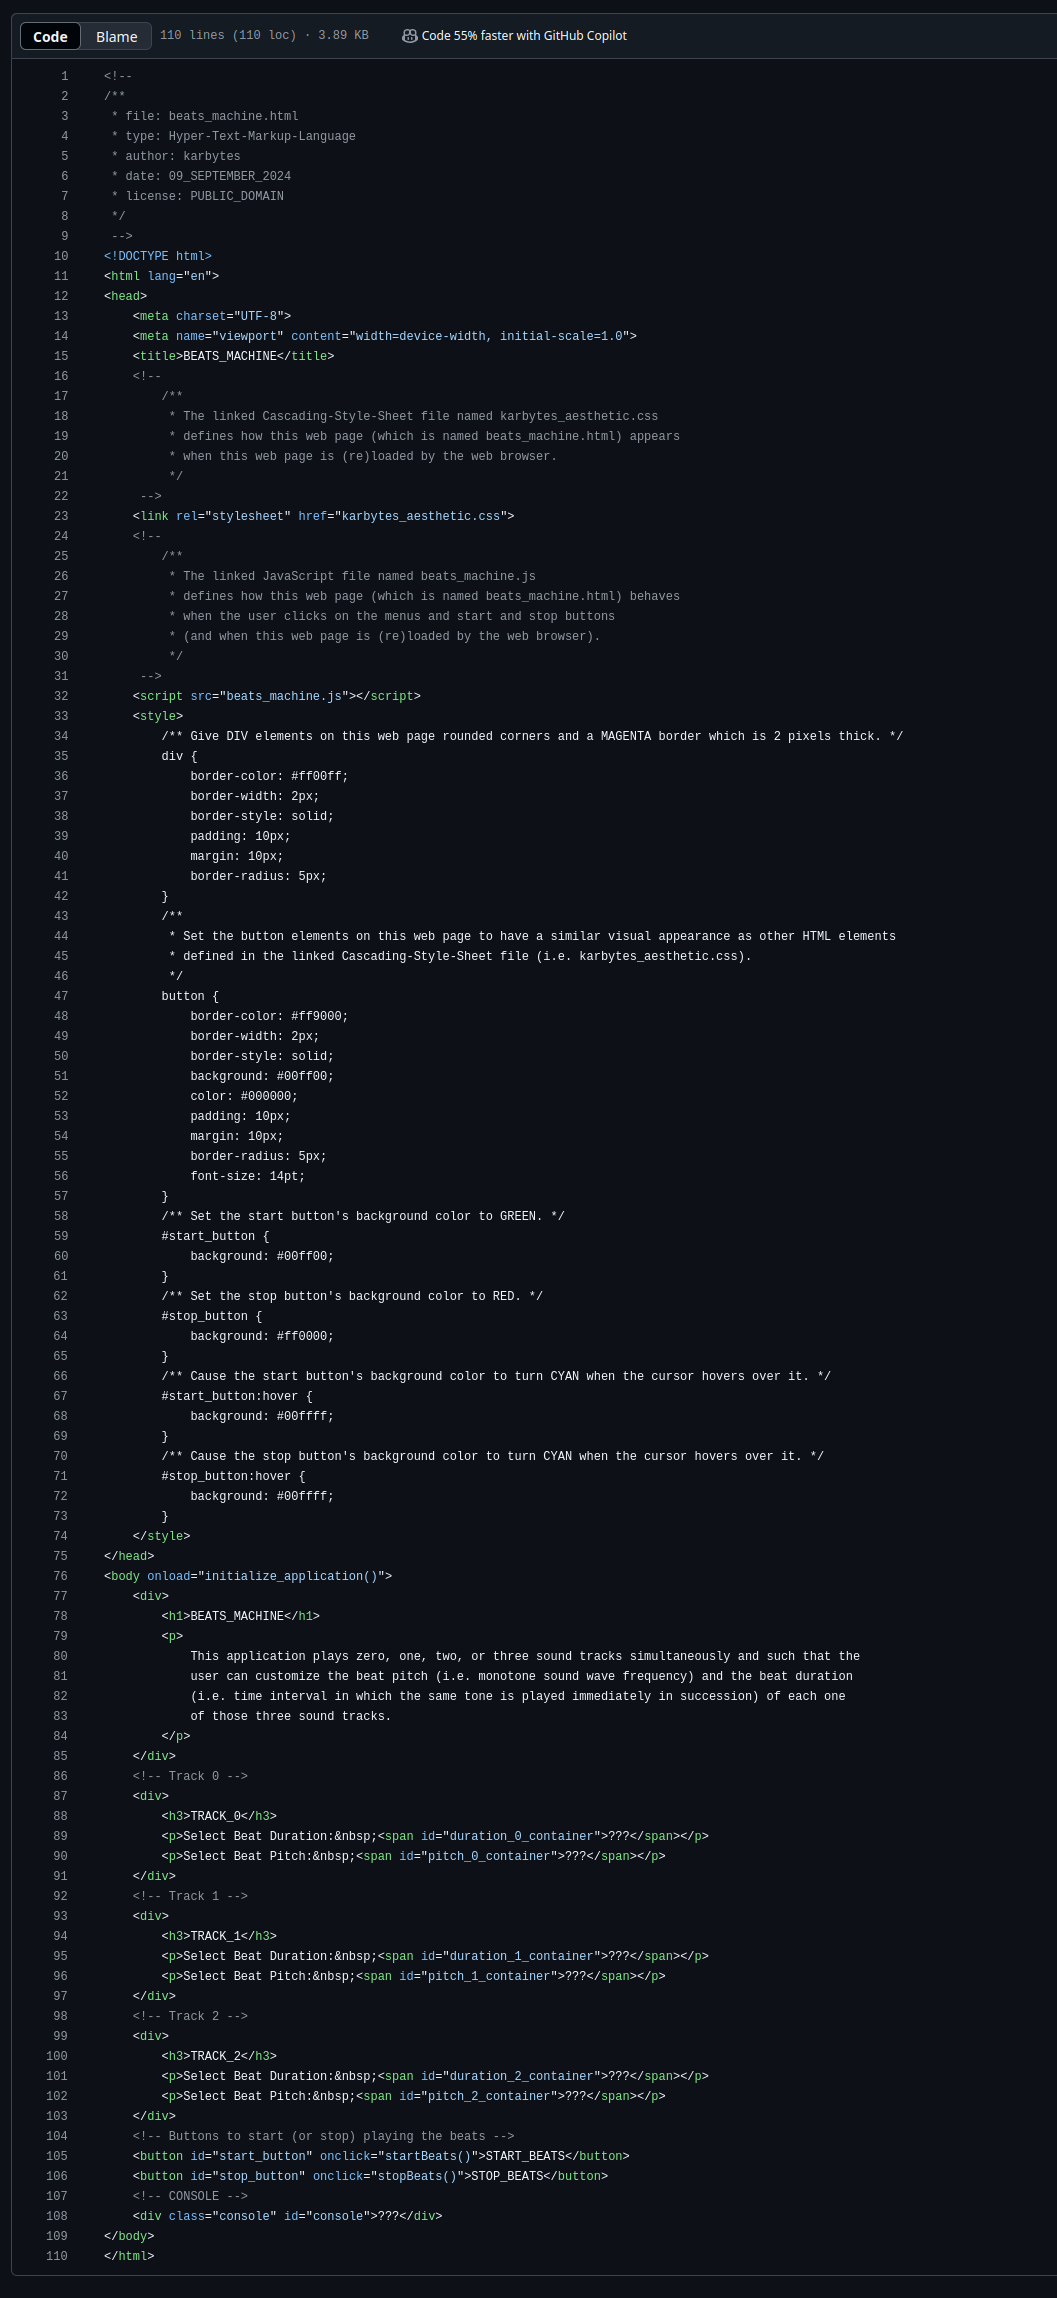 Code Blame 110 lines (110 loc) · 3.89 KB Code 55% faster with GitHub Copilot
1 <!--
2 /**
3  * file: beats_machine.html
4  * type: Hyper-Text-Markup-Language
5  * author: karbytes
6  * date: 09_SEPTEMBER_2024
7  * license: PUBLIC_DOMAIN
8  */
9  -->
10 <!DOCTYPE html>
11 <html lang="en">
12 <head>
13     <meta charset="UTF-8">
14     <meta name="viewport" content="width=device-width, initial-scale=1.0">
15     <title>BEATS_MACHINE</title>
16     <!--
17         /**
18          * The linked Cascading-Style-Sheet file named karbytes_aesthetic.css
19          * defines how this web page (which is named beats_machine.html) appears
20          * when this web page is (re)loaded by the web browser.
21          */
22      -->
23     <link rel="stylesheet" href="karbytes_aesthetic.css">
24     <!--
25         /**
26          * The linked JavaScript file named beats_machine.js
27          * defines how this web page (which is named beats_machine.html) behaves
28          * when the user clicks on the menus and start and stop buttons
29          * (and when this web page is (re)loaded by the web browser).
30          */
31      -->
32     <script src="beats_machine.js"></script>
33     <style>
34         /** Give DIV elements on this web page rounded corners and a MAGENTA border which is 2 pixels thick. */
35         div {
36             border-color: #ff00ff;
37             border-width: 2px;
38             border-style: solid;
39             padding: 10px;
40             margin: 10px;
41             border-radius: 5px;
42         }
43         /**
44          * Set the button elements on this web page to have a similar visual appearance as other HTML elements
45          * defined in the linked Cascading-Style-Sheet file (i.e. karbytes_aesthetic.css).
46          */
47         button {
48             border-color: #ff9000;
49             border-width: 2px;
50             border-style: solid;
51             background: #00ff00;
52             color: #000000;
53             padding: 10px;
54             margin: 10px;
55             border-radius: 5px;
56             font-size: 14pt;
57         }
58         /** Set the start button's background color to GREEN. */
59         #start_button {
60             background: #00ff00;
61         }
62         /** Set the stop button's background color to RED. */
63         #stop_button {
64             background: #ff0000;
65         }
66         /** Cause the start button's background color to turn CYAN when the cursor hovers over it. */
67         #start_button:hover {
68             background: #00ffff;
69         }
70         /** Cause the stop button's background color to turn CYAN when the cursor hovers over it. */
71         #stop_button:hover {
72             background: #00ffff;
73         }
74     </style>
75 </head>
76 <body onload="initialize_application()">
77     <div>
78         <h1>BEATS_MACHINE</h1>
79         <p>
80             This application plays zero, one, two, or three sound tracks simultaneously and such that the
81             user can customize the beat pitch (i.e. monotone sound wave frequency) and the beat duration
82             (i.e. time interval in which the same tone is played immediately in succession) of each one
83             of those three sound tracks.
84         </p>
85     </div>
86     <!-- Track 0 -->
87     <div>
88         <h3>TRACK_0</h3>
89         <p>Select Beat Duration:&nbsp;<span id="duration_0_container">???</span></p>
90         <p>Select Beat Pitch:&nbsp;<span id="pitch_0_container">???</span></p>
91     </div>
92     <!-- Track 1 -->
93     <div>
94         <h3>TRACK_1</h3>
95         <p>Select Beat Duration:&nbsp;<span id="duration_1_container">???</span></p>
96         <p>Select Beat Pitch:&nbsp;<span id="pitch_1_container">???</span></p>
97     </div>
98     <!-- Track 2 -->
99     <div>
100         <h3>TRACK_2</h3>
101         <p>Select Beat Duration:&nbsp;<span id="duration_2_container">???</span></p>
102         <p>Select Beat Pitch:&nbsp;<span id="pitch_2_container">???</span></p>
103     </div>
104     <!-- Buttons to start (or stop) playing the beats -->
105     <button id="start_button" onclick="startBeats()">START_BEATS</button>
106     <button id="stop_button" onclick="stopBeats()">STOP_BEATS</button>
107     <!-- CONSOLE -->
108     <div class="console" id="console">???</div>
109 </body>
110 </html>